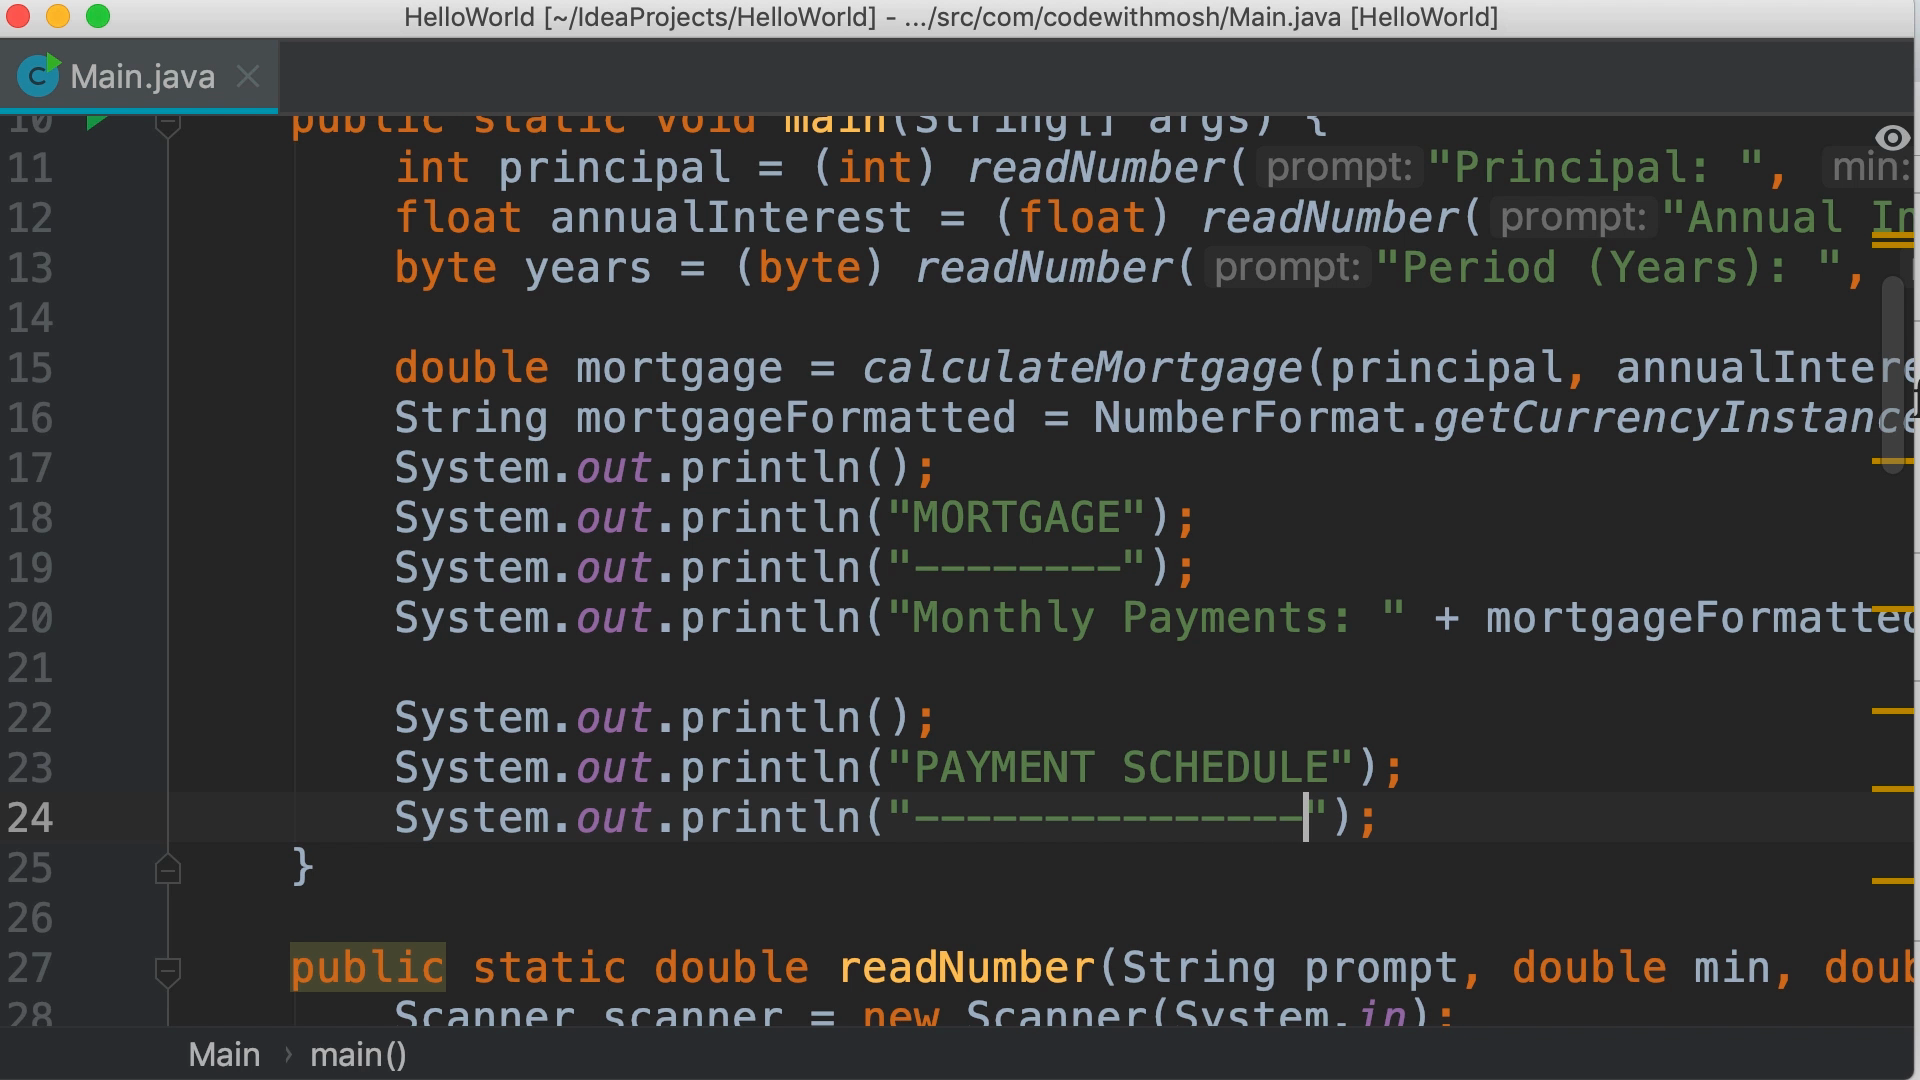 HelloWorld [~/IdeaProjects/HelloWorld] - .../src/com/codewithmosh/Main.java [HelloWorld]
C Main.java
10 public static void main(String[] args) {
11 int principal = (int) readNumber( prompt: "Principal: ", min:
12 float annualInterest = (float) readNumber( prompt: "Annual In
13 byte years = (byte) readNumber( prompt: "Period (Years): ",
14
15 double mortgage = calculateMortgage(principal, annualIntere
16 String mortgageFormatted = NumberFormat.getCurrencyInstance
17 System.out.println();
18 System.out.println("MORTGAGE");
19 System.out.println("--------");
20 System.out.println("Monthly Payments: " + mortgageFormatted
21
22 System.out.println();
23 System.out.println("PAYMENT SCHEDULE");
24 System.out.println("---------------");
25 }
26
27 public static double readNumber(String prompt, double min, doub
28 Scanner scanner = new Scanner(System.in);
Main › main()